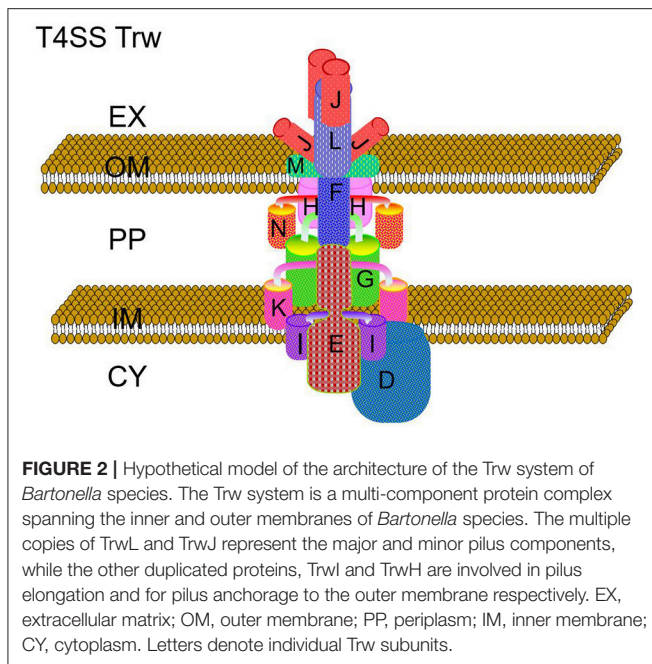 T4SS Trw
EX
J
J
L
J
OM
M
F
H
H
PP
N
G
K
IM
I
E
I
CY
D
FIGURE 2 | Hypothetical model of the architecture of the Trw system of
Bartonella species. The Trw system is a multi-component protein complex
spanning the inner and outer membranes of Bartonella species. The multiple
copies of TrwL and TrwJ represent the major and minor pilus components,
while the other duplicated proteins, TrwI and TrwH are involved in pilus
elongation and for pilus anchorage to the outer membrane respectively. EX,
extracellular matrix; OM, outer membrane; PP, periplasm; IM, inner membrane;
CY, cytoplasm. Letters denote individual Trw subunits.